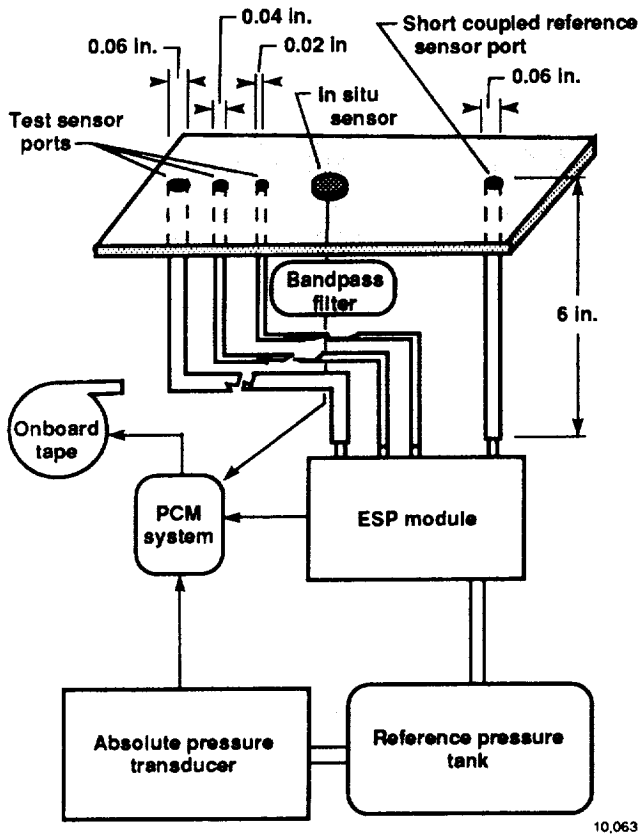 0.06 in.
0.04 in.
0.02 in
Short coupled reference
sensor port
0.06 in.
In situ
sensor
Test sensor
ports
Bandpass
filter
6 in.
Onboard
tape
PCM
system
ESP module
Absolute pressure
transducer
Reference pressure
tank
10,063